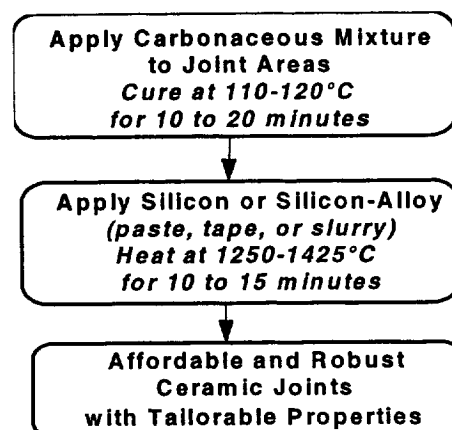 Apply Carbonaceous Mixture
to Joint Areas
Cure at 110-120°C
for 10 to 20 minutes
Apply Silicon or Silicon-Alloy
(paste, tape, or slurry)
Heat at 1250-1425°C
for 10 to 15 minutes
Affordable and Robust
Ceramic Joints
with Tailorable Properties